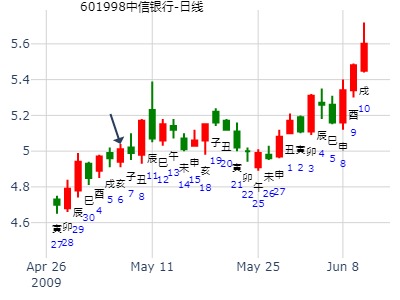 601998中信银行-日线
5.6
5.4
5.2
5
4.8
4.6
寅
27
卯
28
辰
29
巳
30
酉
4
戌
5
亥
6
子
7
丑
8
辰
11
巳
12
午
13
未
14
申
15
亥
18
子
19
丑
20
寅
21
卯
22
午
25
未
26
申
27
丑
1
寅
2
卯
3
辰
4
巳
5
申
8
酉
9
戌
10
Apr 26 May 11 May 25 Jun 8
2009